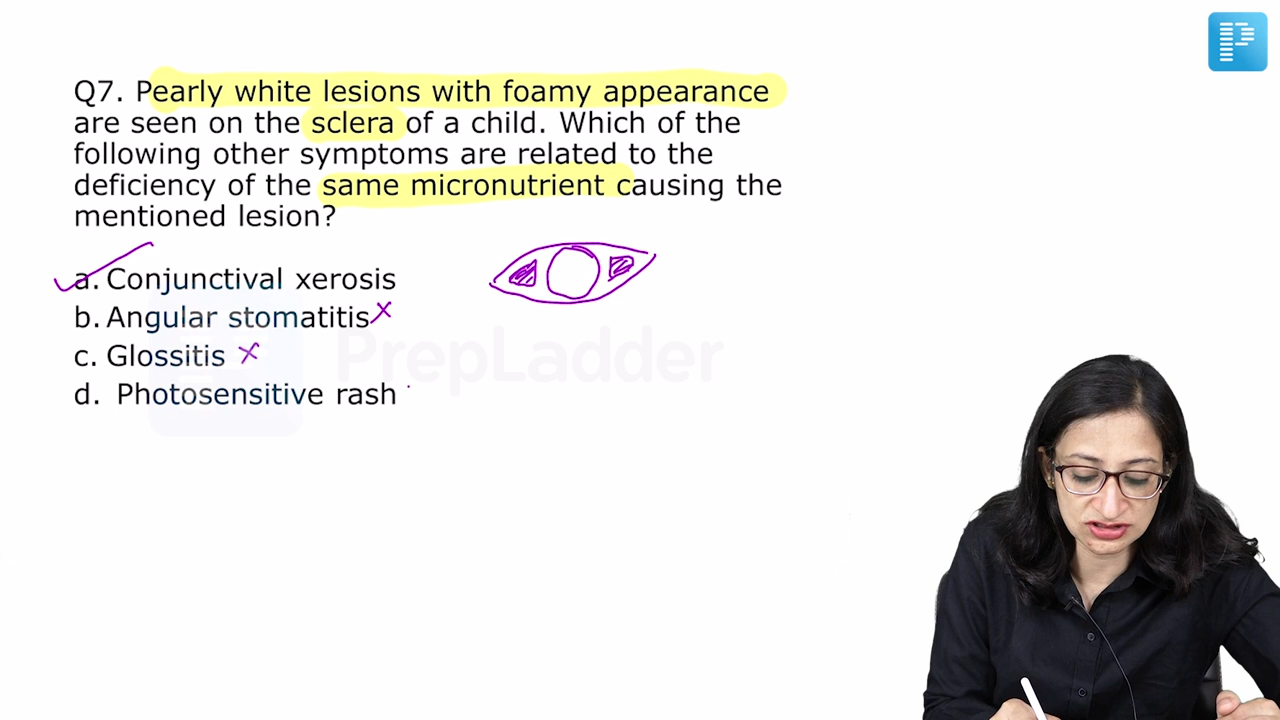 Q7. Pearly white lesions with foamy appearance
are seen on the sclera of a child. Which of the
following other symptoms are related to the
deficiency of the same micronutrient causing the
mentioned lesion?
a. Conjunctival xerosis
b. Angular stomatitis
c. Glossitis
d. Photosensitive rash
PrepLadder